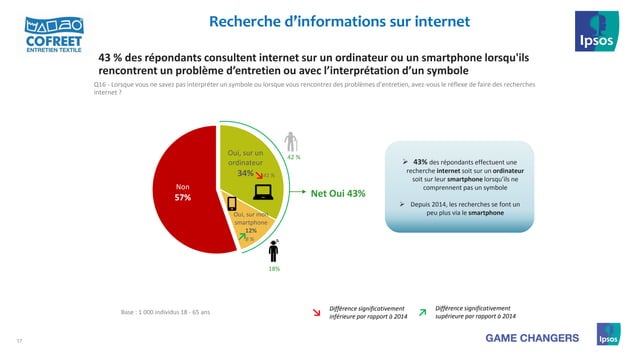 Recherche d'informations sur internet
COFREET
ENTRETIEN TEXTILE
Ipsos
43 % des répondants consultent internet sur un ordinateur ou un smartphone lorsqu'ils
rencontrent un problème d'entretien ou avec l'interprétation d'un symbole
Q16 - Lorsque vous ne savez pas interpréter un symbole ou lorsque vous rencontrez des problèmes d'entretien, avez-vous le réflexe de faire des recherches
internet ?
Oui, sur un
ordinateur
34%
41 %
42 %
Non
57%
Net Oui 43%
Oui, sur mon
smartphone
12%
8 %
18%
43% des répondants effectuent une
recherche internet soit sur un ordinateur
soit sur leur smartphone lorsqu'ils ne
comprennent pas un symbole
Depuis 2014, les recherches se font un
peu plus via le smartphone
Base : 1 000 individus 18 - 65 ans
Différence significativement
inférieure par rapport à 2014
Différence significativement
supérieure par rapport à 2014
17
GAME CHANGERS
Ipsos